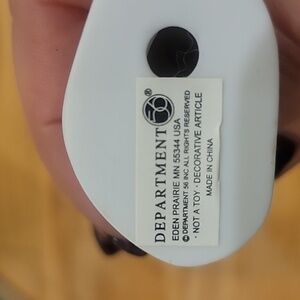 DEPARTMENT 56®
EDEN PRAIRIE MN 55344 USA
© DEPARTMENT 56 INC ALL RIGHTS RESERVED
· NOT A TOY - DECORATIVE ARTICLE
MADE IN CHINA